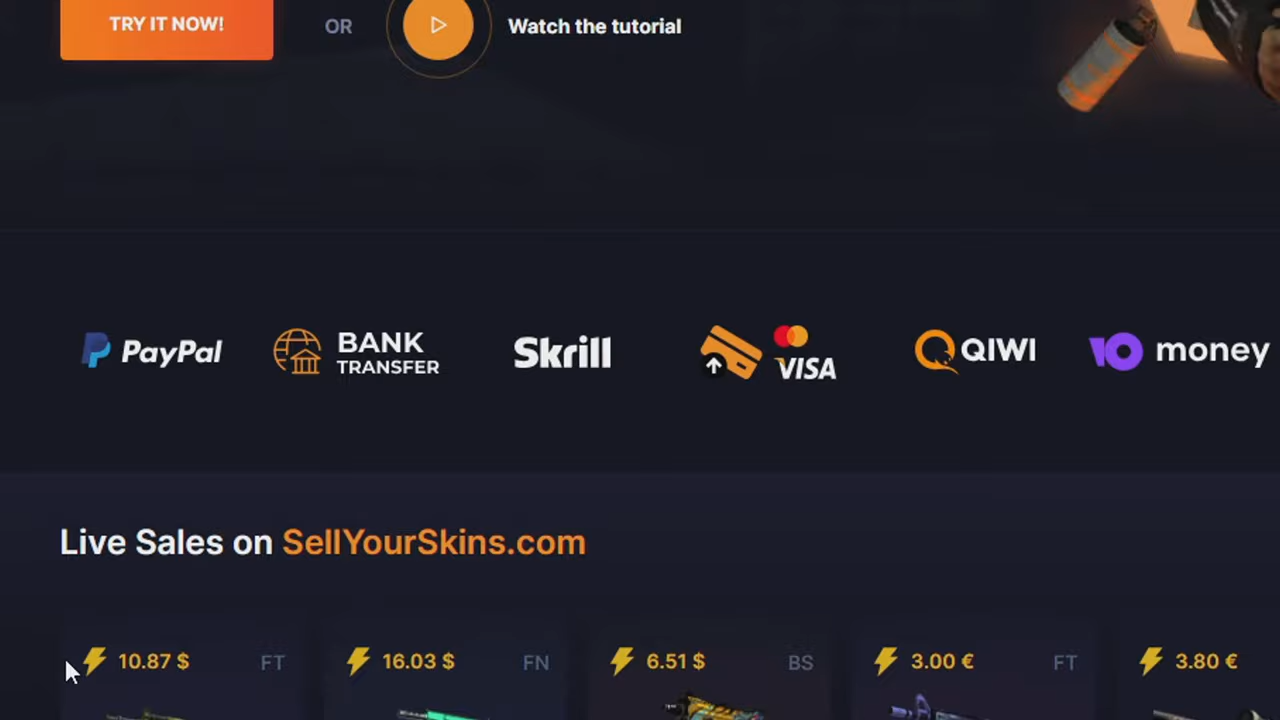 TRY IT NOW!
OR
Watch the tutorial
PayPal
BANK
TRANSFER
Skrill
VISA
QIWI
money
Live Sales on SellYourSkins.com
10.87 $ FT
16.03 $ FN
6.51 $ BS
3.00 € FT
3.80 €